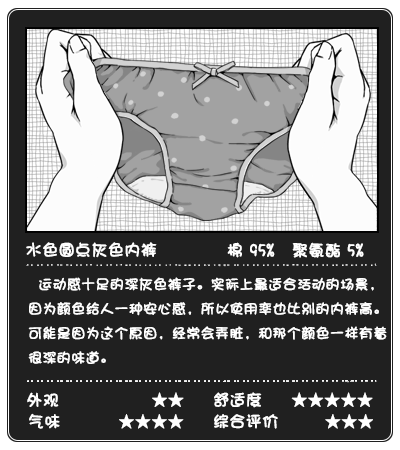 水色圆点灰色内裤 棉 95% 聚氨酯 5%
运动感十足的深灰色裤子。实际上最适合活动的场景，
因为颜色给人一种安心感，所以使用率也比别的内裤高。
可能是因为这个原因，经常会弄脏，和那个颜色一样有着
很深的味道。
外观 ★★ 舒适度 ★★★★★
气味 ★★★★ 综合评价 ★★★